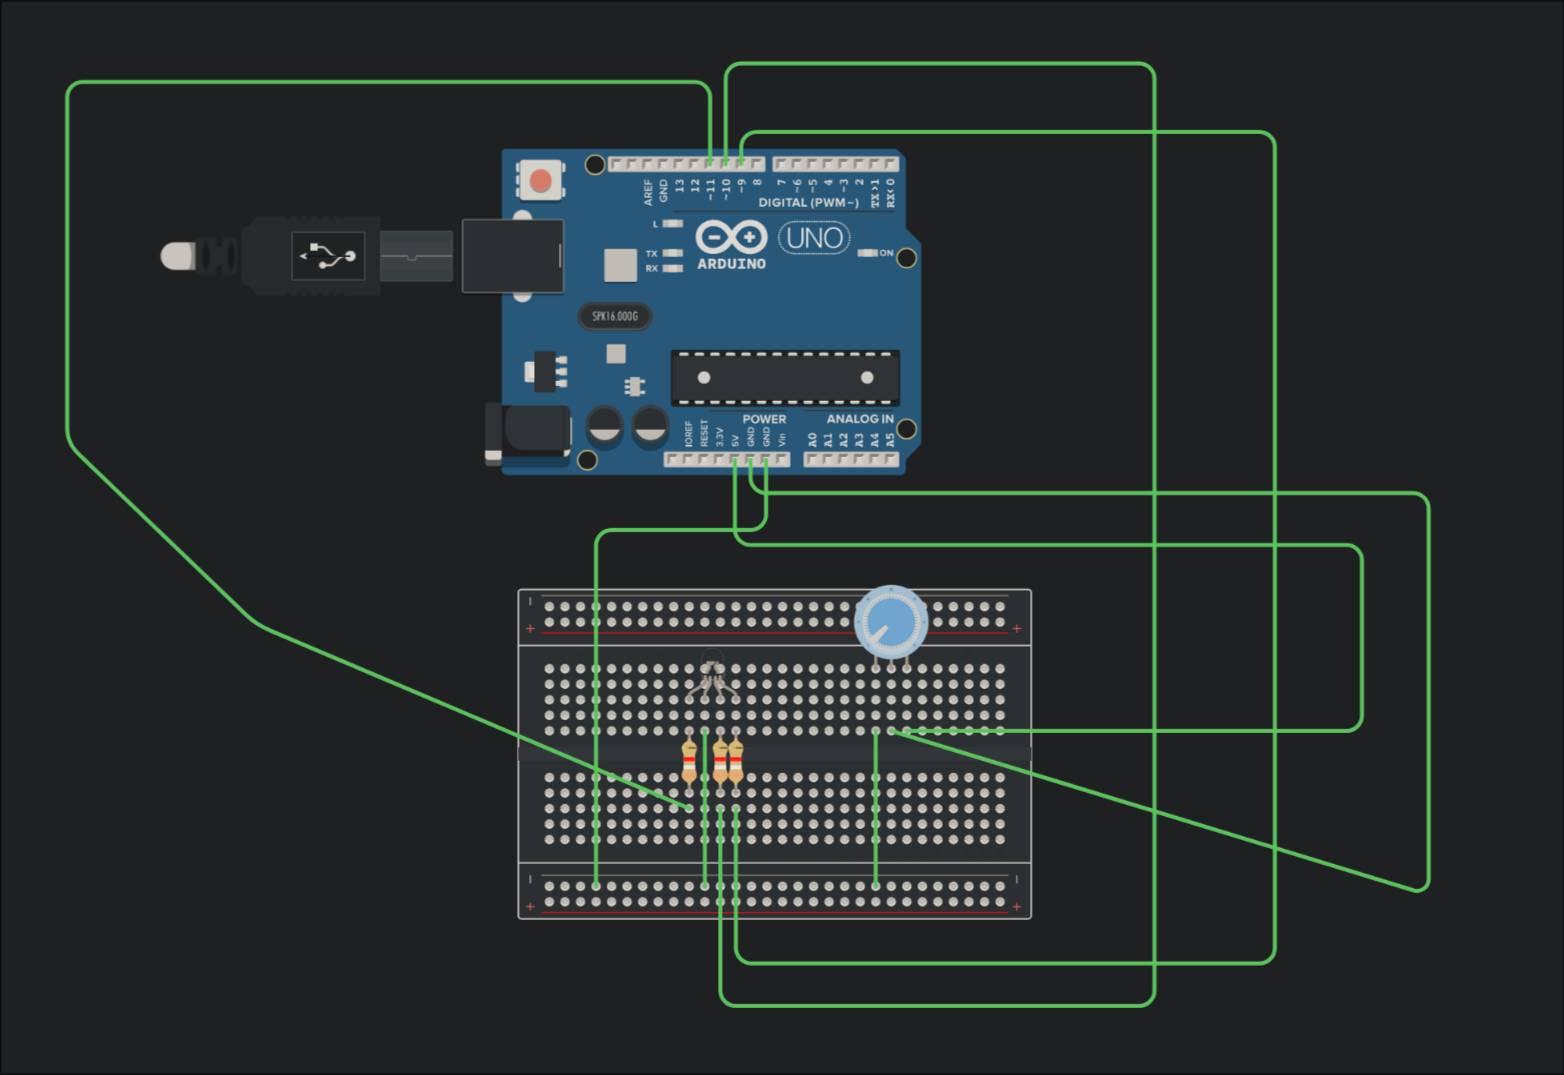 AREF
GND
13
12
~11
~10
~9
8
7
~6
~5
4
~3
2
TX>1
RX<0
DIGITAL (PWM~)
L
TX
RX
ARDUINO
UNO
ON
SPK16.000G
POWER
ANALOG IN
IOREF
RESET
3.3V
5V
GND
GND
Vin
A0
A1
A2
A3
A4
A5